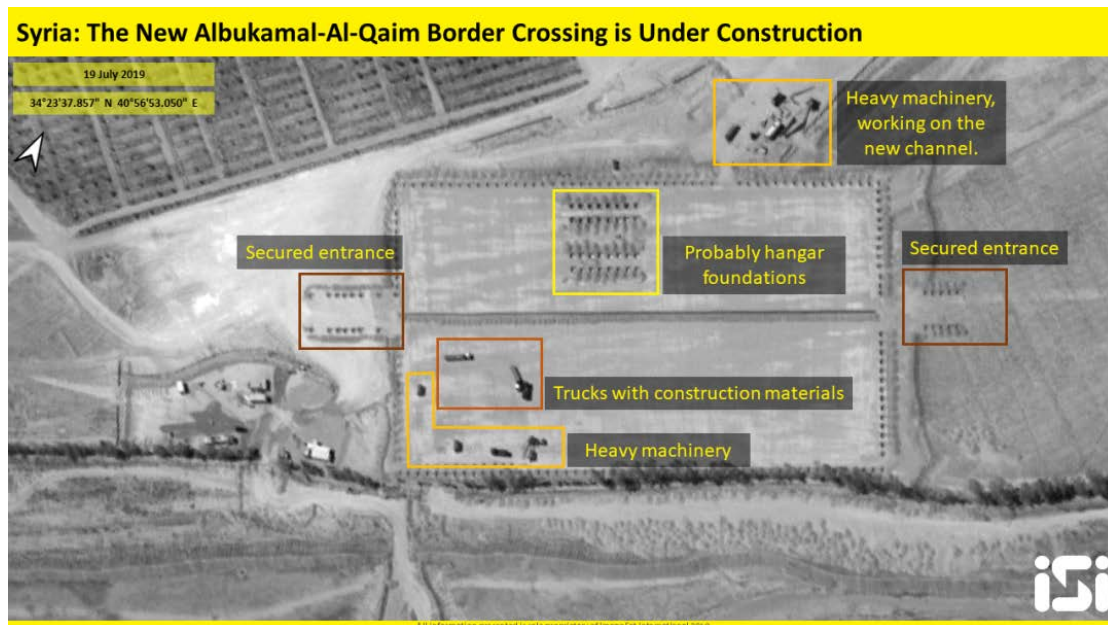 Syria: The New Albukamal-Al-Qaim Border Crossing is Under Construction
19 July 2019
34°23'37.857" N 40°56'53.050" E
Heavy machinery,
working on the
new channel.
Secured entrance
Probably hangar
foundations
Secured entrance
Trucks with construction materials
Heavy machinery
iSi